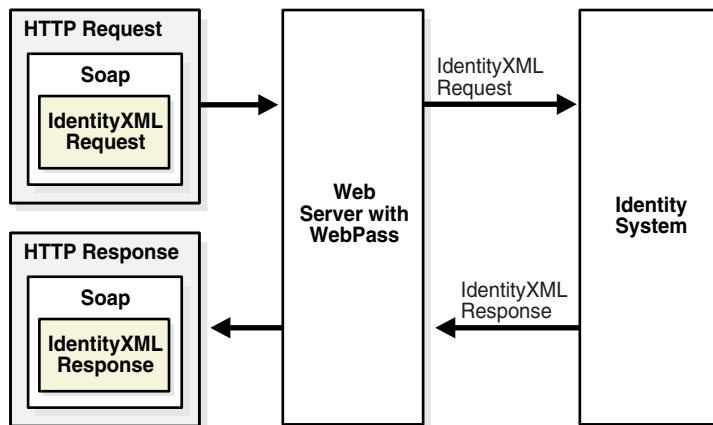 HTTP Request
Soap
IdentityXML
Request
IdentityXML
Request
Web
Server with
WebPass
Identity
System
HTTP Response
Soap
IdentityXML
Response
IdentityXML
Response